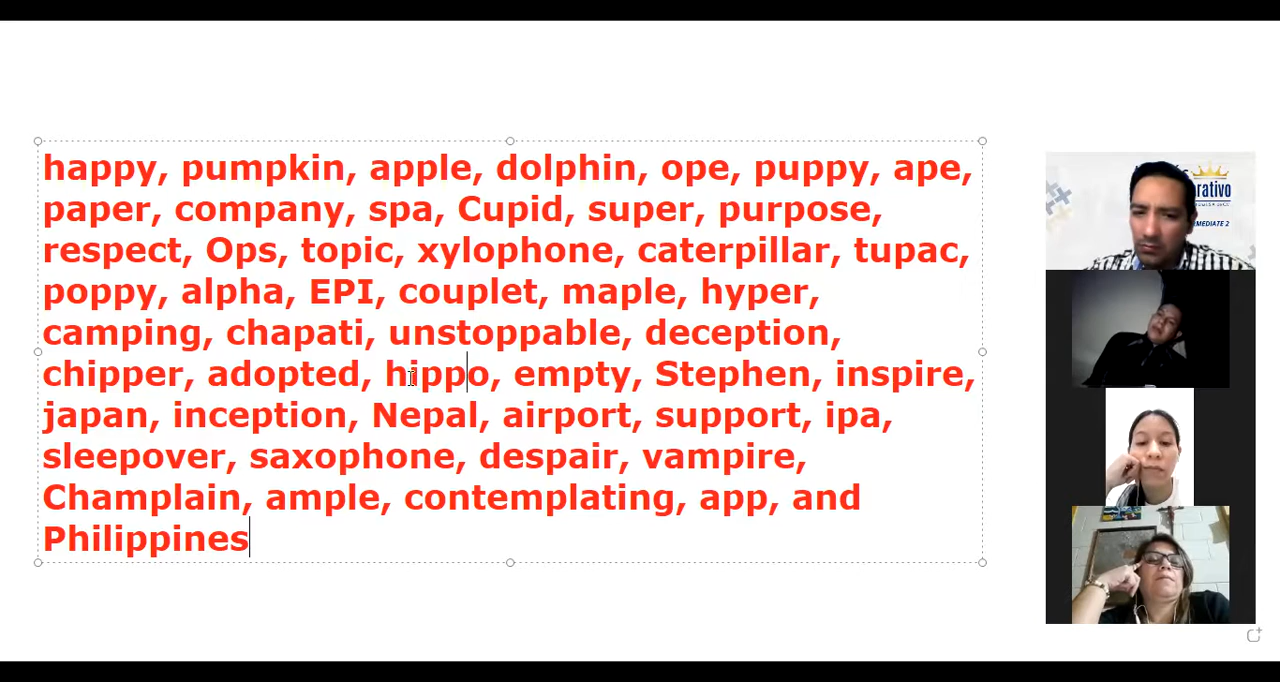 happy, pumpkin, apple, dolphin, ope, puppy, ape,
paper, company, spa, Cupid, super, purpose,
respect, Ops, topic, xylophone, caterpillar, tupac,
poppy, alpha, EPI, couplet, maple, hyper,
camping, chapati, unstoppable, deception,
chipper, adopted, hippo, empty, Stephen, inspire,
japan, inception, Nepal, airport, support, ipa,
sleepover, saxophone, despair, vampire,
Champlain, ample, contemplating, app, and
Philippines